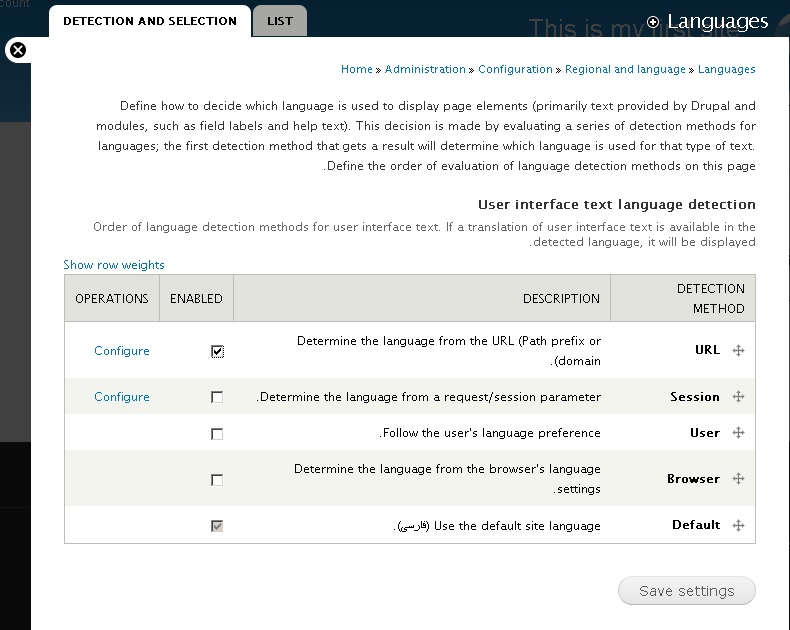 count
DETECTION AND SELECTION
LIST
This is my first site
Languages
Home » Administration » Configuration » Regional and language » Languages
Define how to decide which language is used to display page elements (primarily text provided by Drupal and
modules, such as field labels and help text). This decision is made by evaluating a series of detection methods for
languages; the first detection method that gets a result will determine which language is used for that type of text.
.Define the order of evaluation of language detection methods on this page
User interface text language detection
Order of language detection methods for user interface text. If a translation of user interface text is available in the
.detected language, it will be displayed
Show row weights
OPERATIONS ENABLED DESCRIPTION DETECTION
METHOD
Configure Determine the language from the URL (Path prefix or URL
.(domain
Configure .Determine the language from a request/session parameter Session
.Follow the user's language preference User
Determine the language from the browser's language Browser
.settings
.(فارسی) Use the default site language Default
Save settings